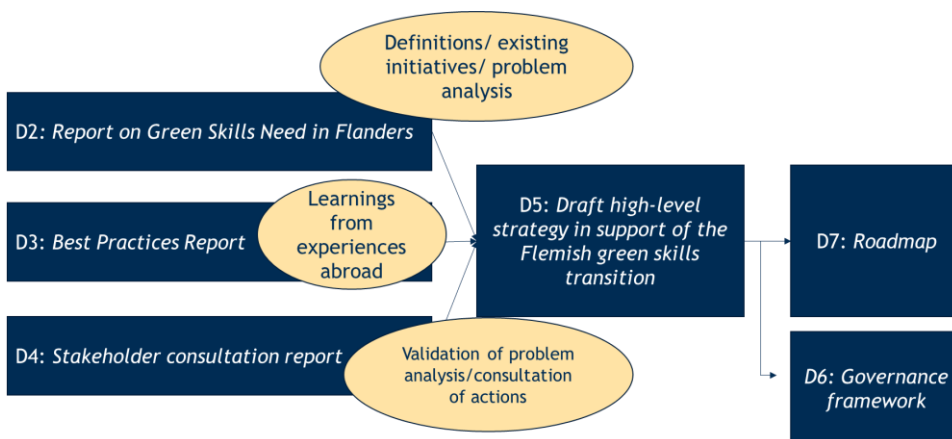 Definitions/ existing
initiatives/ problem
analysis
D2: Report on Green Skills Need in Flanders
D3: Best Practices Report
Learnings
from
experiences
abroad
D4: Stakeholder consultation report
Validation of problem
analysis/consultation
of actions
D5: Draft high-level
strategy in support of the
Flemish green skills
transition
D7: Roadmap
D6: Governance
framework